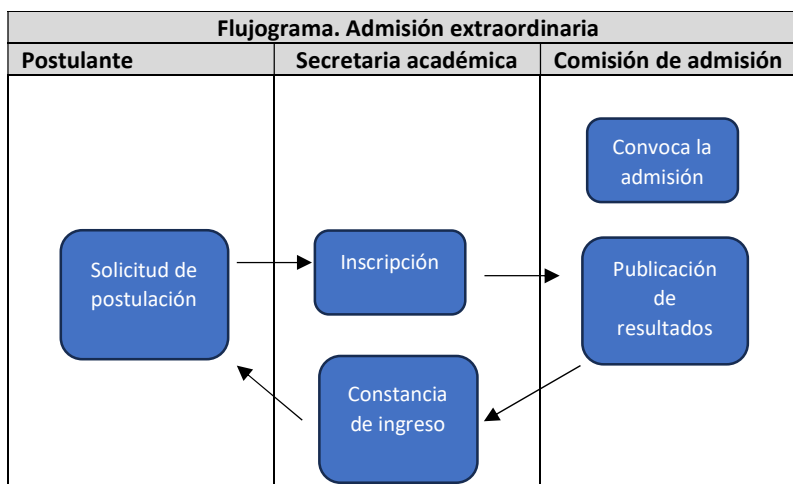 Flujograma. Admisión extraordinaria
Postulante
Secretaria académica
Comisión de admisión
Convoca la
admisión
Solicitud de
postulación
Inscripción
Publicación
de
resultados
Constancia
de ingreso